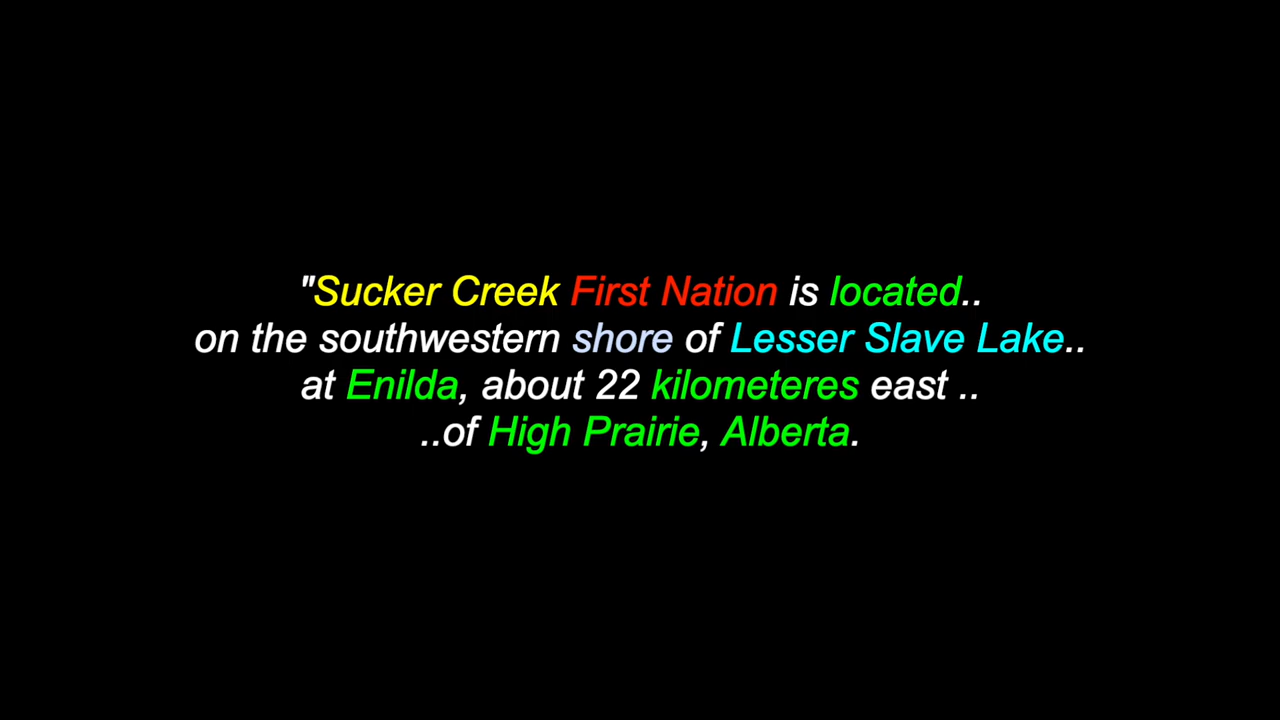 "Sucker Creek First Nation is located..
on the southwestern shore of Lesser Slave Lake..
at Enilda, about 22 kilometeres east ..
..of High Prairie, Alberta.